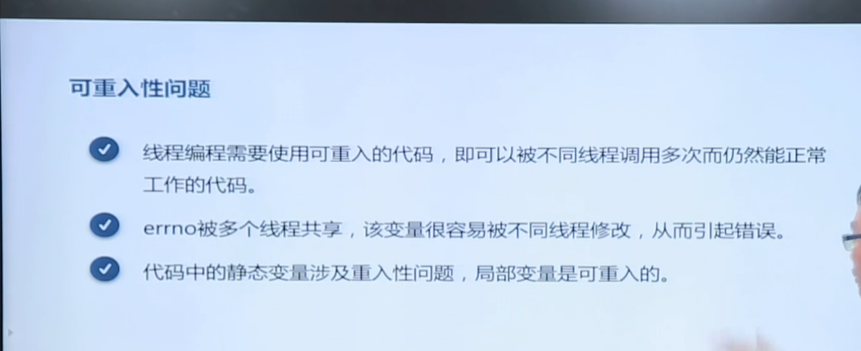 可重入性问题
线程编程需要使用可重入的代码，即可以被不同线程调用多次而仍然能正常
工作的代码。
errno被多个线程共享，该变量很容易被不同线程修改，从而引起错误。
代码中的静态变量涉及重入性问题，局部变量是可重入的。